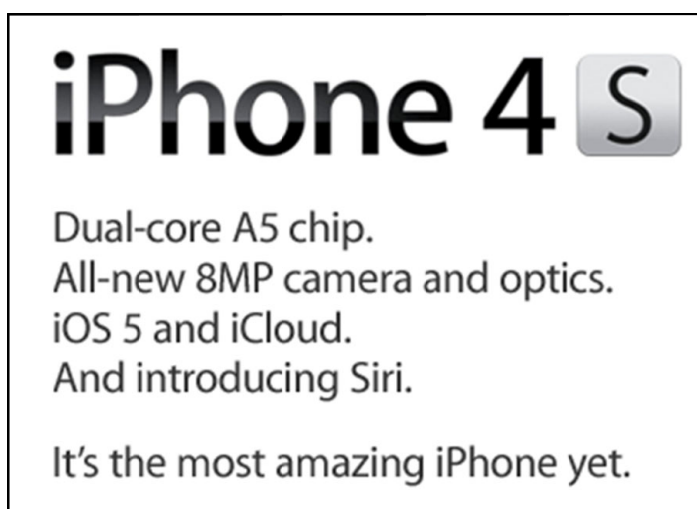 iPhone 4 S
Dual-core A5 chip.
All-new 8MP camera and optics.
iOS 5 and iCloud.
And introducing Siri.
It's the most amazing iPhone yet.